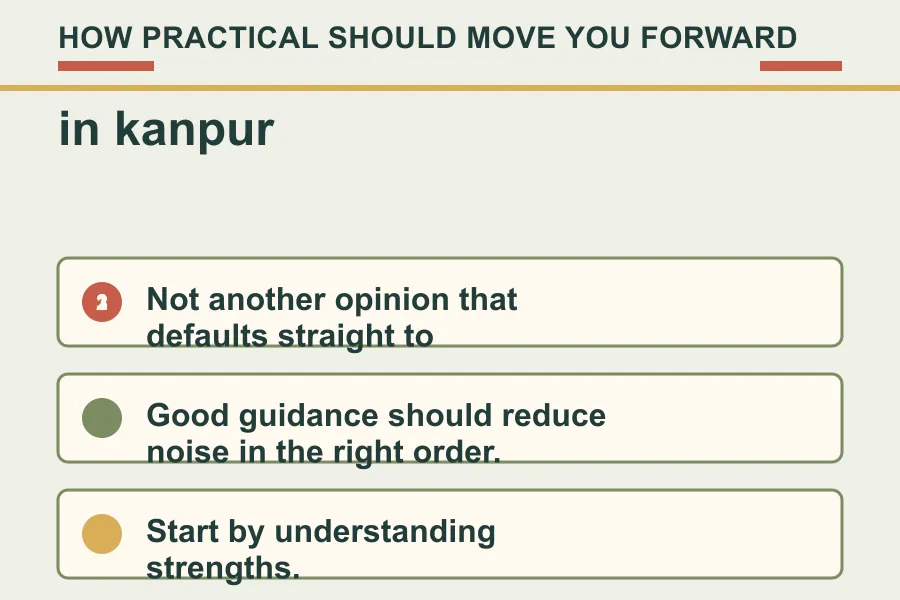 HOW PRACTICAL SHOULD MOVE YOU FORWARD
in kanpur
Not another opinion that
defaults straight to
Good guidance should reduce
noise in the right order.
Start by understanding
strengths.